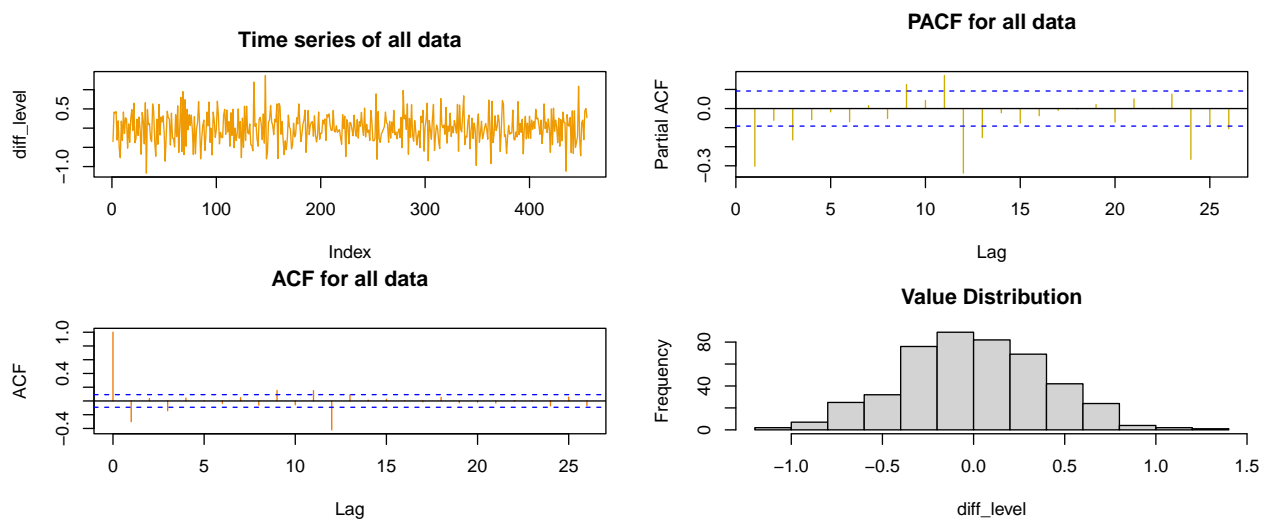 Time series of all data
diff_level
0.5
−1.0
0 100 200 300 400
Index
PACF for all data
Partial ACF
0.0
−0.3
0 5 10 15 20 25
Lag
ACF for all data
ACF
1.0
0.4
−0.4
0 5 10 15 20 25
Lag
Value Distribution
Frequency
80
40
0
−1.0 −0.5 0.0 0.5 1.0 1.5
diff_level